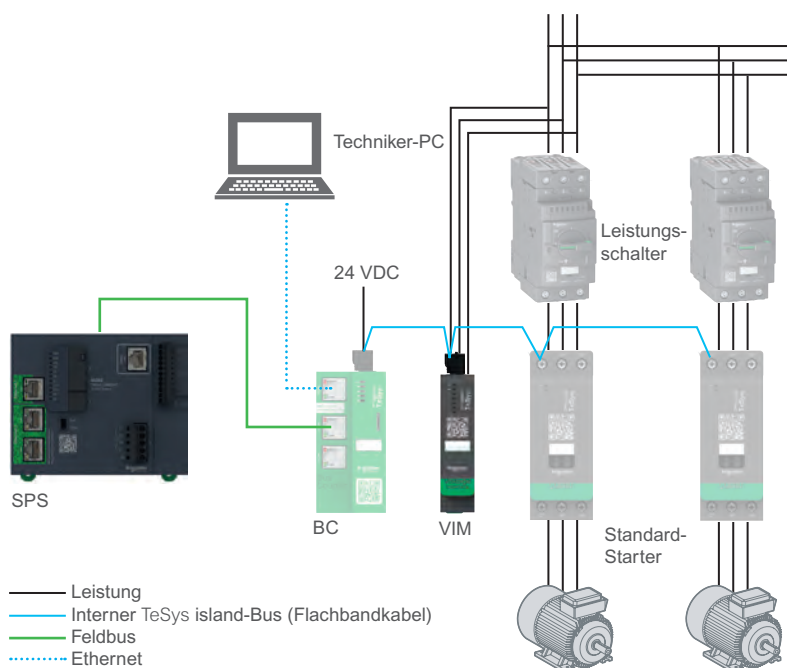 Techniker-PC
Leistungs-
schalter
24 VDC
SPS
BC
VIM
Standard-
Starter
Leistung
Interner TeSys island-Bus (Flachbandkabel)
Feldbus
Ethernet